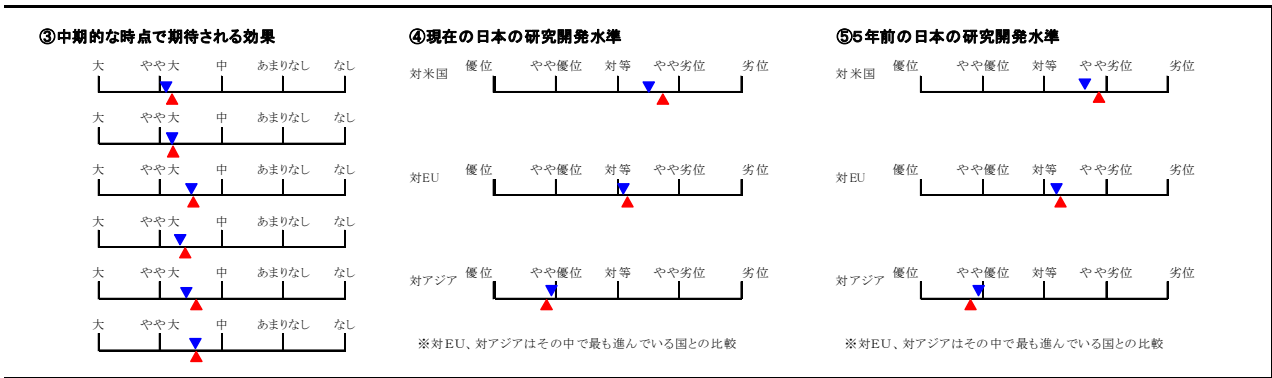 ③中期的な時点で期待される効果
大 やや大 中 あまりなし なし
大 やや大 中 あまりなし なし
大 やや大 中 あまりなし なし
大 やや大 中 あまりなし なし
大 やや大 中 あまりなし なし
大 やや大 中 あまりなし なし
④現在の日本の研究開発水準
対米国 優位 やや優位 対等 やや劣位 劣位
対EU 優位 やや優位 対等 やや劣位 劣位
対アジア 優位 やや優位 対等 やや劣位 劣位
※対EU、対アジアはその中で最も進んでいる国との比較
⑤5年前の日本の研究開発水準
対米国 優位 やや優位 対等 やや劣位 劣位
対EU 優位 やや優位 対等 やや劣位 劣位
対アジア 優位 やや優位 対等 やや劣位 劣位
※対EU、対アジアはその中で最も進んでいる国との比較